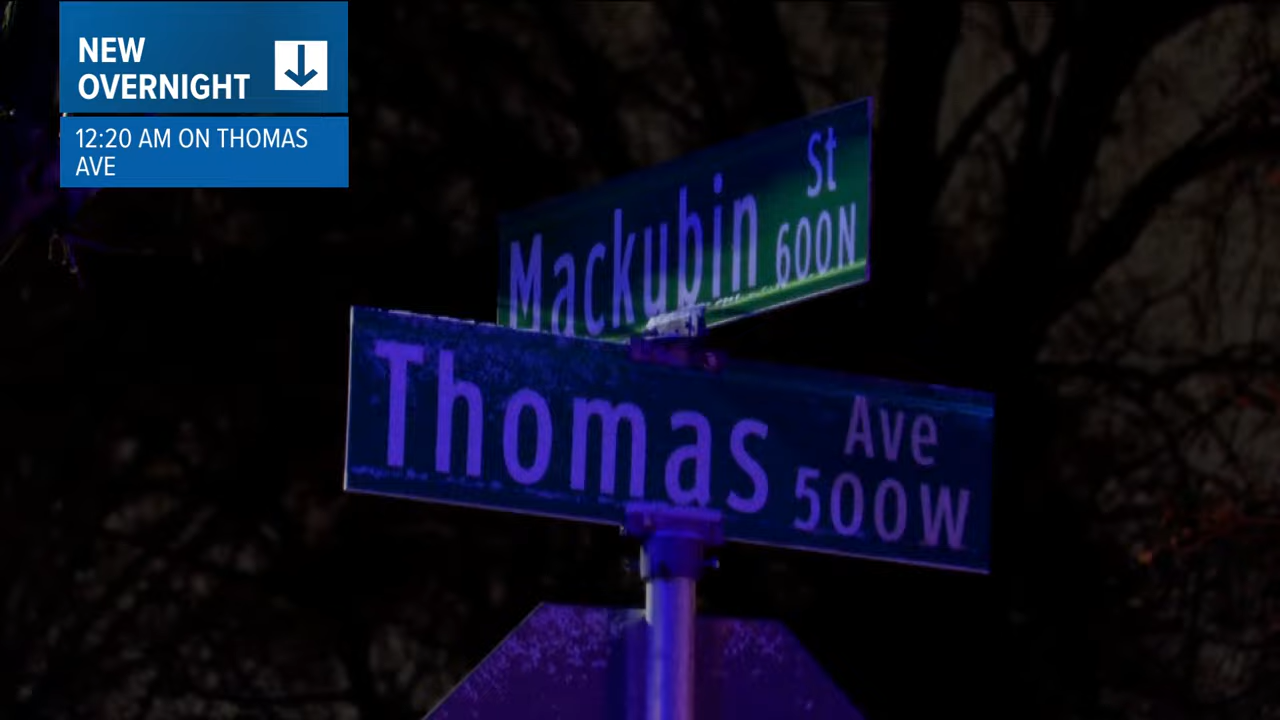 NEW
OVERNIGHT
12:20 AM ON THOMAS
AVE
St
Mackubin 600N
Ave
Thomas 500W